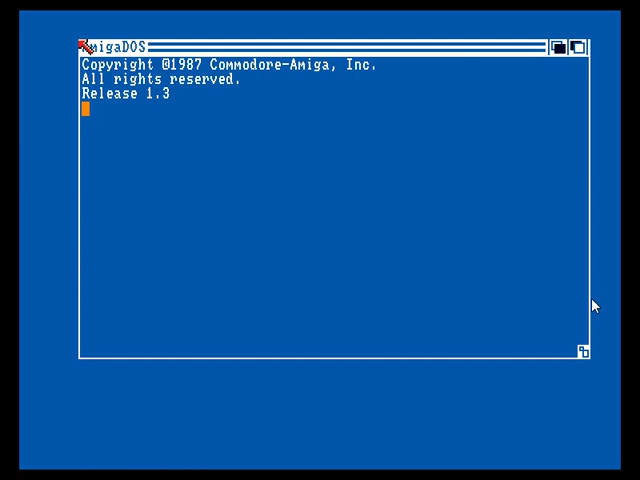 AmigaDOS
Copyright ©1987 Commodore-Amiga, Inc.
All rights reserved.
Release 1.3